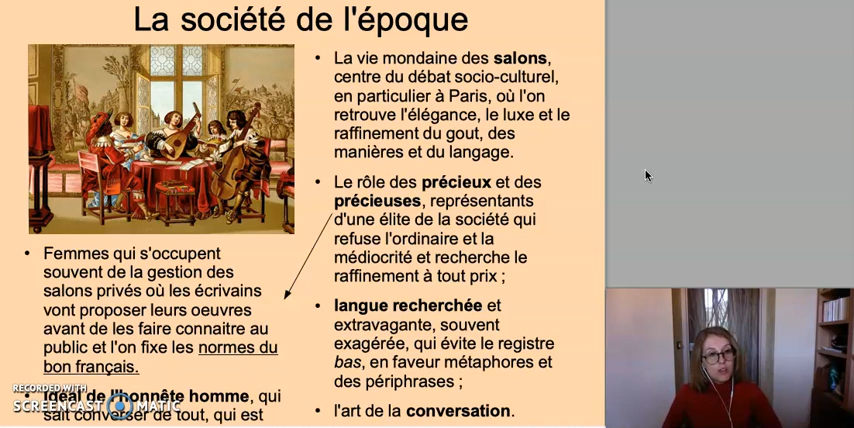 La société de l'époque
• La vie mondaine des salons,
centre du débat socio-culturel,
en particulier à Paris, où l'on
retrouve l'élégance, le luxe et le
raffinement du gout, des
manières et du langage.
• Le rôle des précieux et des
précieuses, représentants
d'une élite de la société qui
refuse l'ordinaire et la
médiocrité et recherche le
raffinement à tout prix ;
• Femmes qui s'occupent
souvent de la gestion des
salons privés où les écrivains
vont proposer leurs oeuvres
avant de les faire connaitre au
public et l'on fixe les normes du
bon français.
• Idéal de l'honnête homme, qui
sait converser de tout, qui est
• langue recherchée et
extravagante, souvent
exagérée, qui évite le registre
bas, en faveur métaphores et
des périphrases ;
• l'art de la conversation.
RECORDED WITH
SCREENCAST MATIC